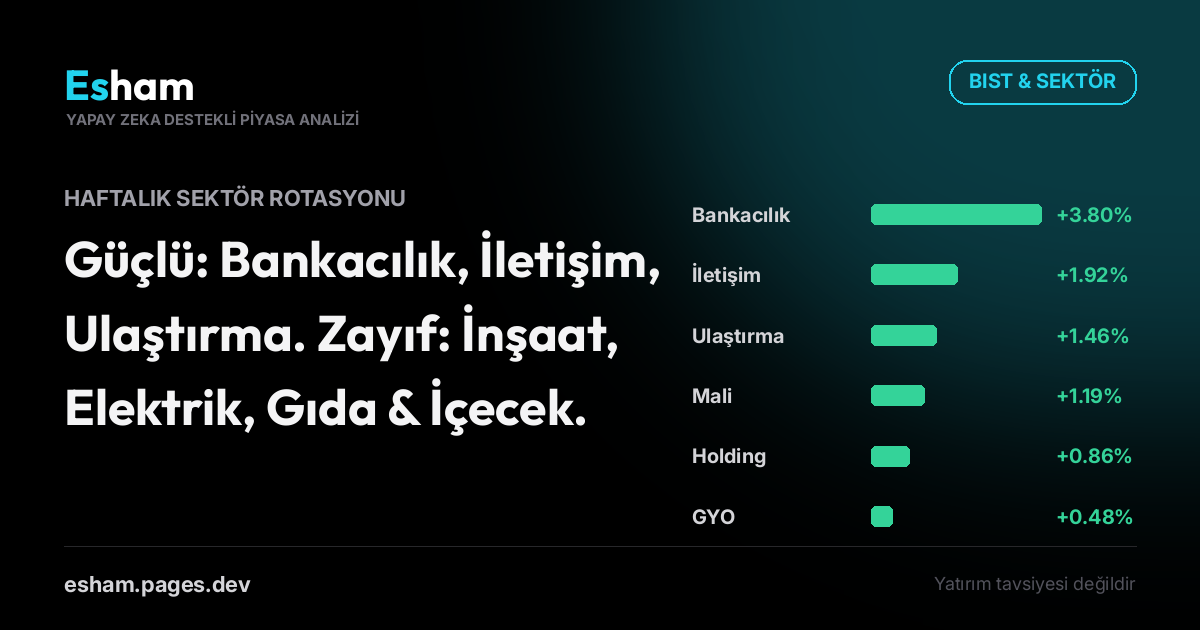 Esham
YAPAY ZEKA DESTEKLİ PİYASA ANALİZİ
BIST & SEKTÖR
HAFTALIK SEKTÖR ROTASYONU
Güçlü: Bankacılık, İletişim,
Ulaştırma. Zayıf: İnşaat,
Elektrik, Gıda & İçecek.
Bankacılık +3.80%
İletişim +1.92%
Ulaştırma +1.46%
Mali +1.19%
Holding +0.86%
GYO +0.48%
esham.pages.dev
Yatırım tavsiyesi değildir